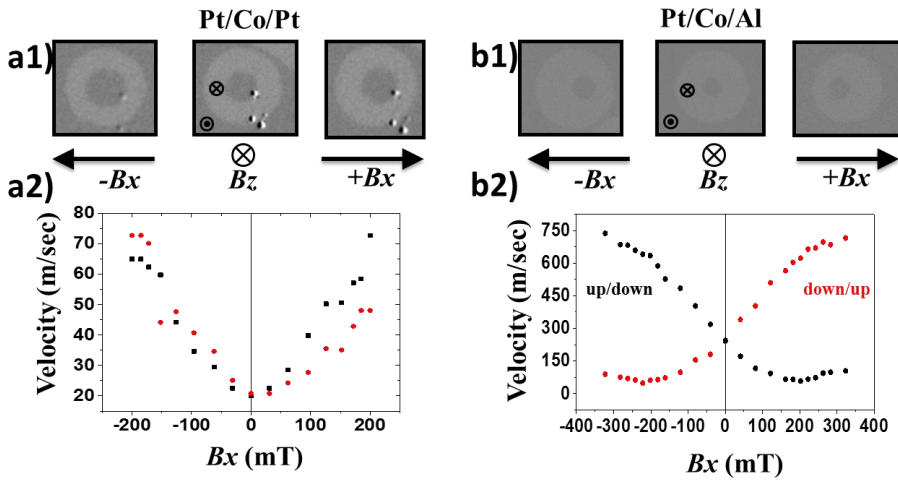 Pt/Co/Pt
a1)
-Bx
Bz
+Bx
a2)
Velocity (m/sec)
80
70
60
50
40
30
20
-200
-100
0
100
200
Bx (mT)
Pt/Co/Al
b1)
-Bx
Bz
+Bx
b2)
Velocity (m/sec)
750
600
450
300
150
0
up/down
down/up
-400 -300 -200 -100 0 100 200 300 400
Bx (mT)